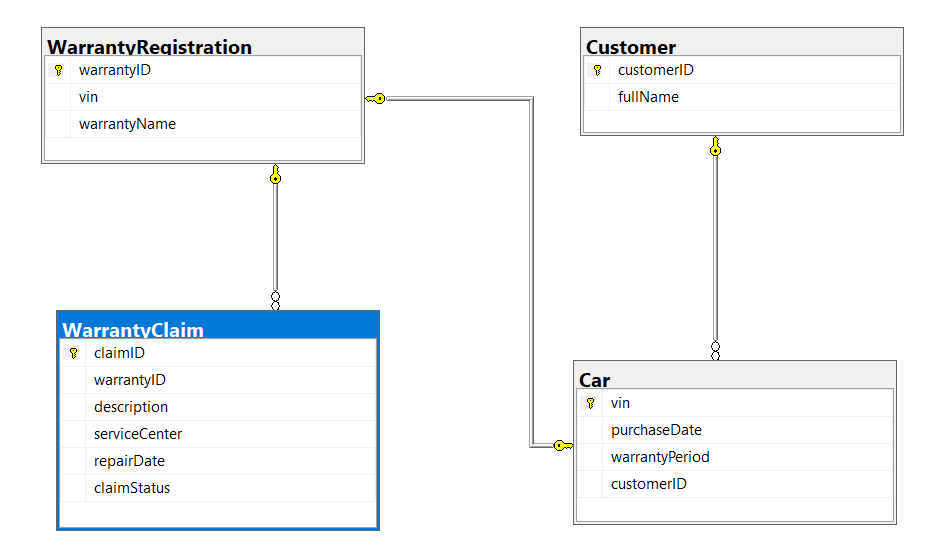 WarrantyRegistration
warrantyID
vin
warrantyName
Customer
customerID
fullName
WarrantyClaim
claimID
warrantyID
description
serviceCenter
repairDate
claimStatus
Car
vin
purchaseDate
warrantyPeriod
customerID